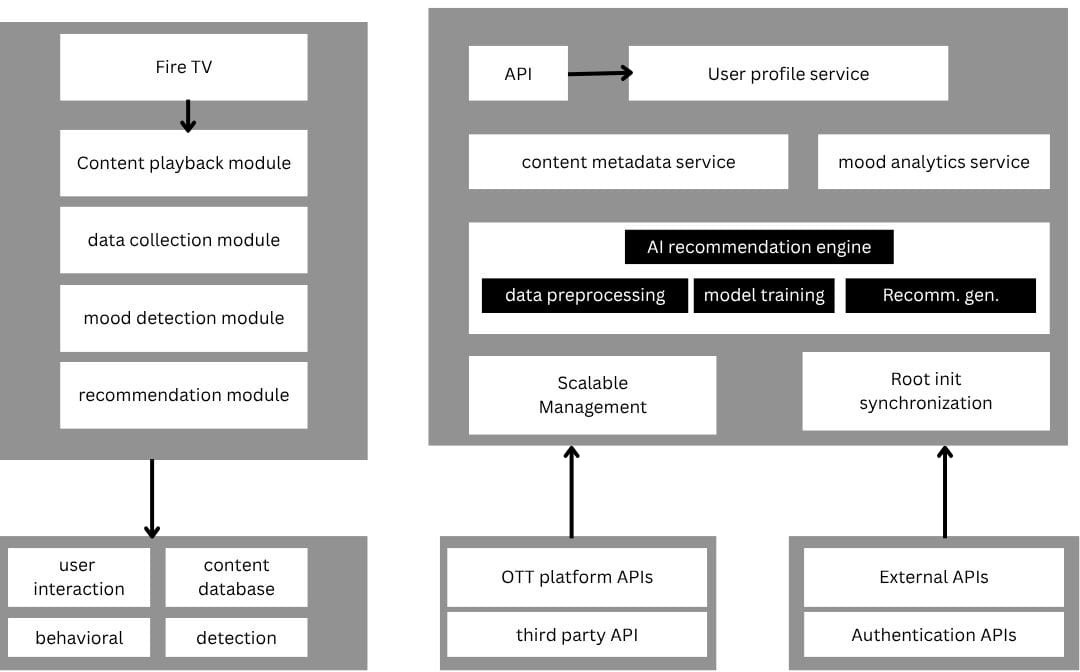 Fire TV
Content playback module
data collection module
mood detection module
recommendation module
user
interaction
content
database
behavioral
detection
API
User profile service
content metadata service
mood analytics service
AI recommendation engine
data preprocessing
model training
Recomm. gen.
Scalable
Management
Root init
synchronization
OTT platform APIs
third party API
External APIs
Authentication APIs